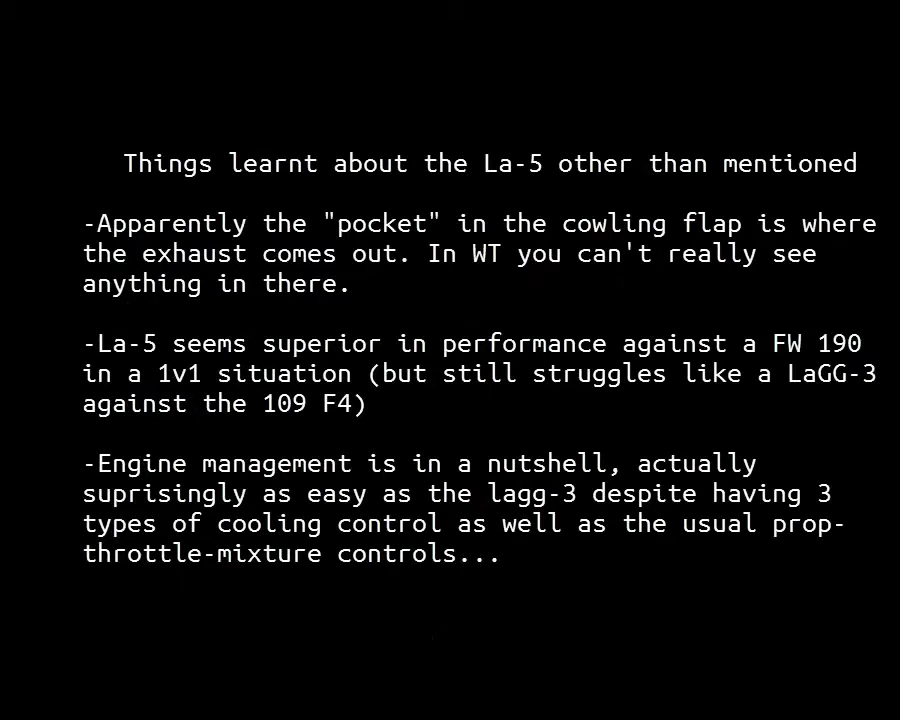 Things learnt about the La-5 other than mentioned
-Apparently the "pocket" in the cowling flap is where
the exhaust comes out. In WT you can't really see
anything in there.
-La-5 seems superior in performance against a FW 190
in a 1v1 situation (but still struggles like a LaGG-3
against the 109 F4)
-Engine management is in a nutshell, actually
suprisingly as easy as the lagg-3 despite having 3
types of cooling control as well as the usual prop-
throttle-mixture controls...